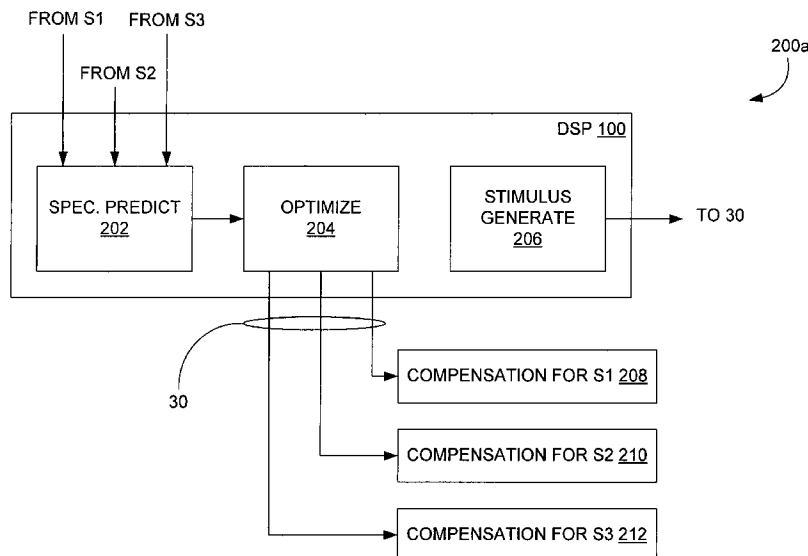 FROM S1
FROM S3
FROM S2
200a
DSP 100
SPEC. PREDICT
202
OPTIMIZE
204
STIMULUS
GENERATE
206
TO 30
30
COMPENSATION FOR S1 208
COMPENSATION FOR S2 210
COMPENSATION FOR S3 212